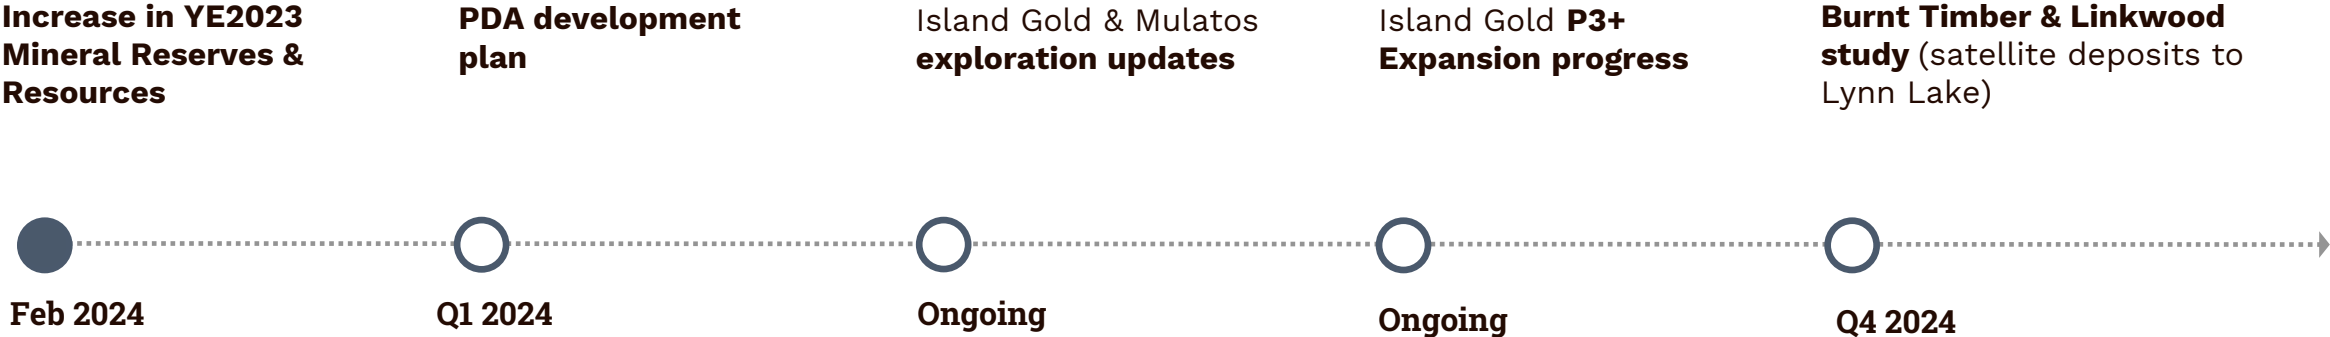 Increase in YE2023
Mineral Reserves &
Resources
PDA development
plan
Island Gold & Mulatos
exploration updates
Island Gold P3+
Expansion progress
Burnt Timber & Linkwood
study (satellite deposits to
Lynn Lake)
Feb 2024
Q1 2024
Ongoing
Ongoing
Q4 2024